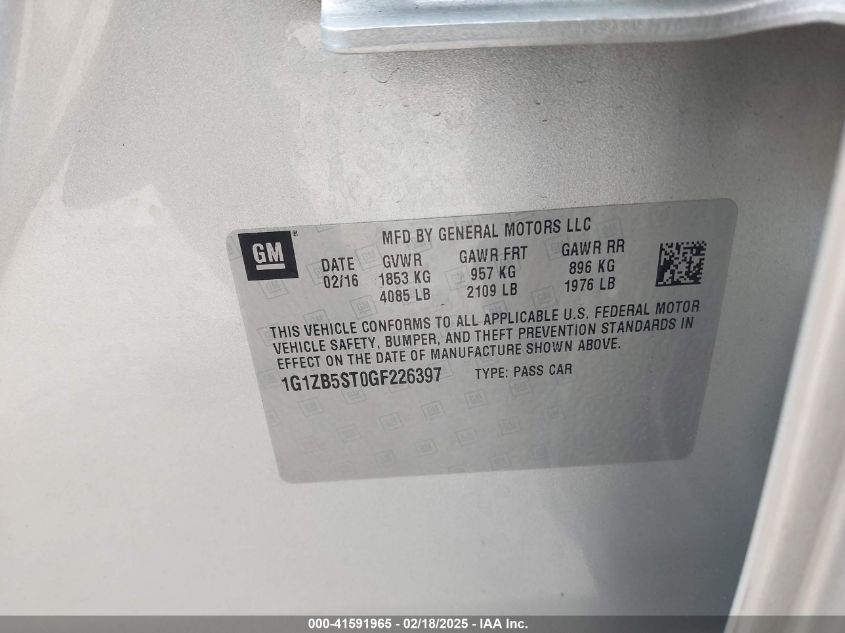 GM®
MFD BY GENERAL MOTORS LLC
DATE GVWR GAWR FRT GAWR RR
02/16 1853 KG 957 KG 896 KG
4085 LB 2109 LB 1976 LB
THIS VEHICLE CONFORMS TO ALL APPLICABLE U.S. FEDERAL MOTOR
VEHICLE SAFETY, BUMPER, AND THEFT PREVENTION STANDARDS IN
EFFECT ON THE DATE OF MANUFACTURE SHOWN ABOVE.
1G1ZB5ST0GF226397 TYPE: PASS CAR
000-41591965 - 02/18/2025 - IAA Inc.